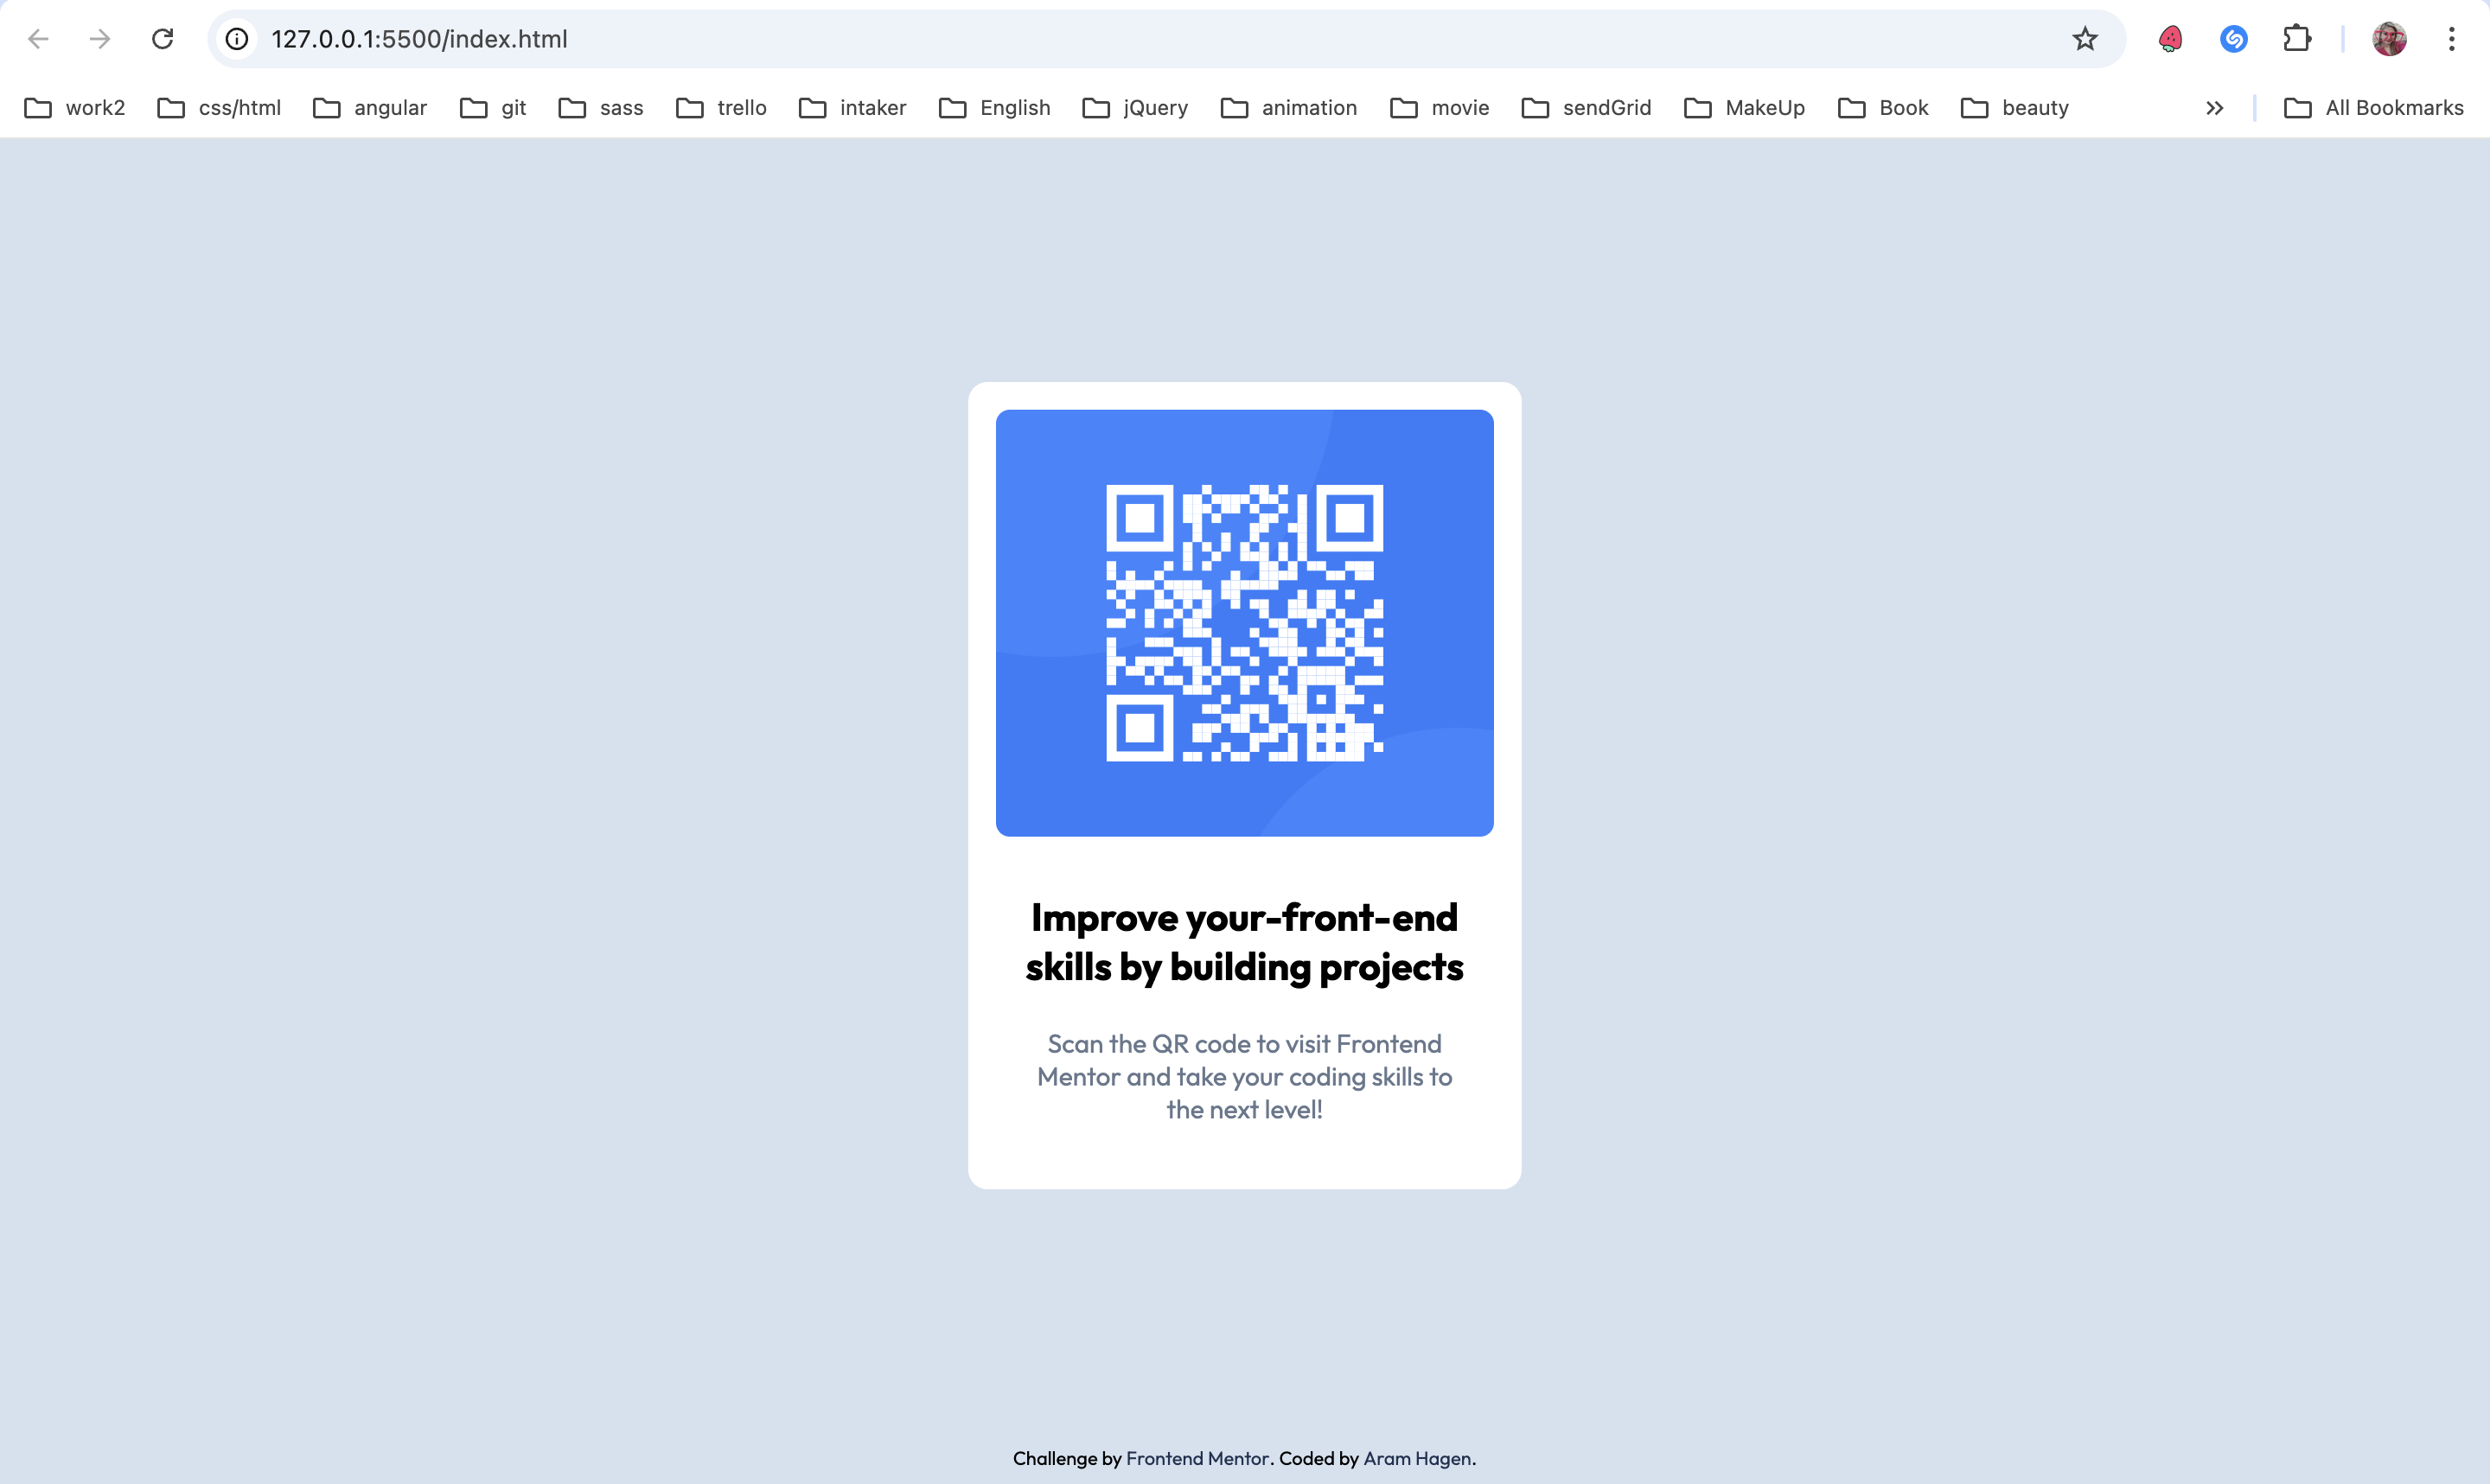 127.0.0.1:5500/index.html
work2 css/html angular git sass trello intaker English jQuery animation movie sendGrid MakeUp Book beauty » All Bookmarks
Improve your-front-end
skills by building projects
Scan the QR code to visit Frontend
Mentor and take your coding skills to
the next level!
Challenge by Frontend Mentor. Coded by Aram Hagen.